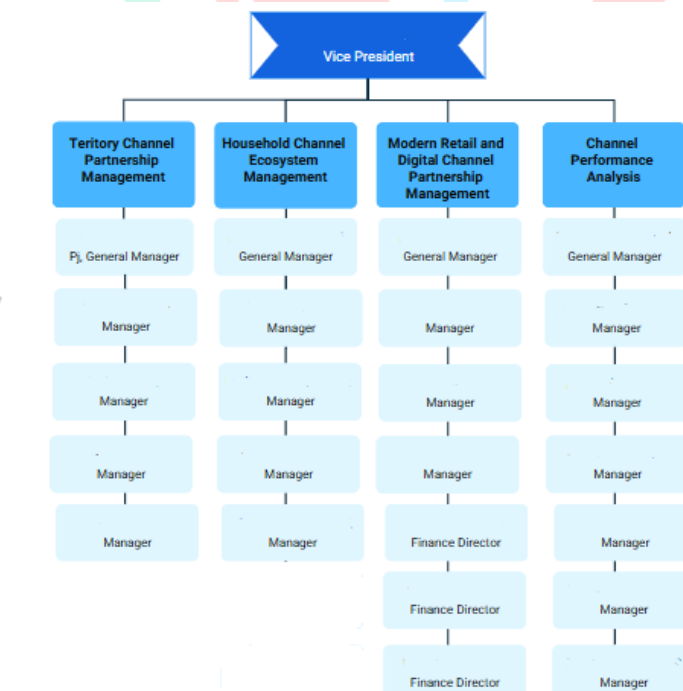 Vice President
Teritory Channel
Partnership
Management
Household Channel
Ecosystem
Management
Modern Retail and
Digital Channel
Partnership
Management
Channel
Performance
Analysis
Pj, General Manager
General Manager
General Manager
General Manager
Manager
Manager
Manager
Manager
Manager
Manager
Manager
Manager
Manager
Manager
Manager
Manager
Manager
Manager
Finance Director
Manager
Finance Director
Manager
Finance Director
Manager